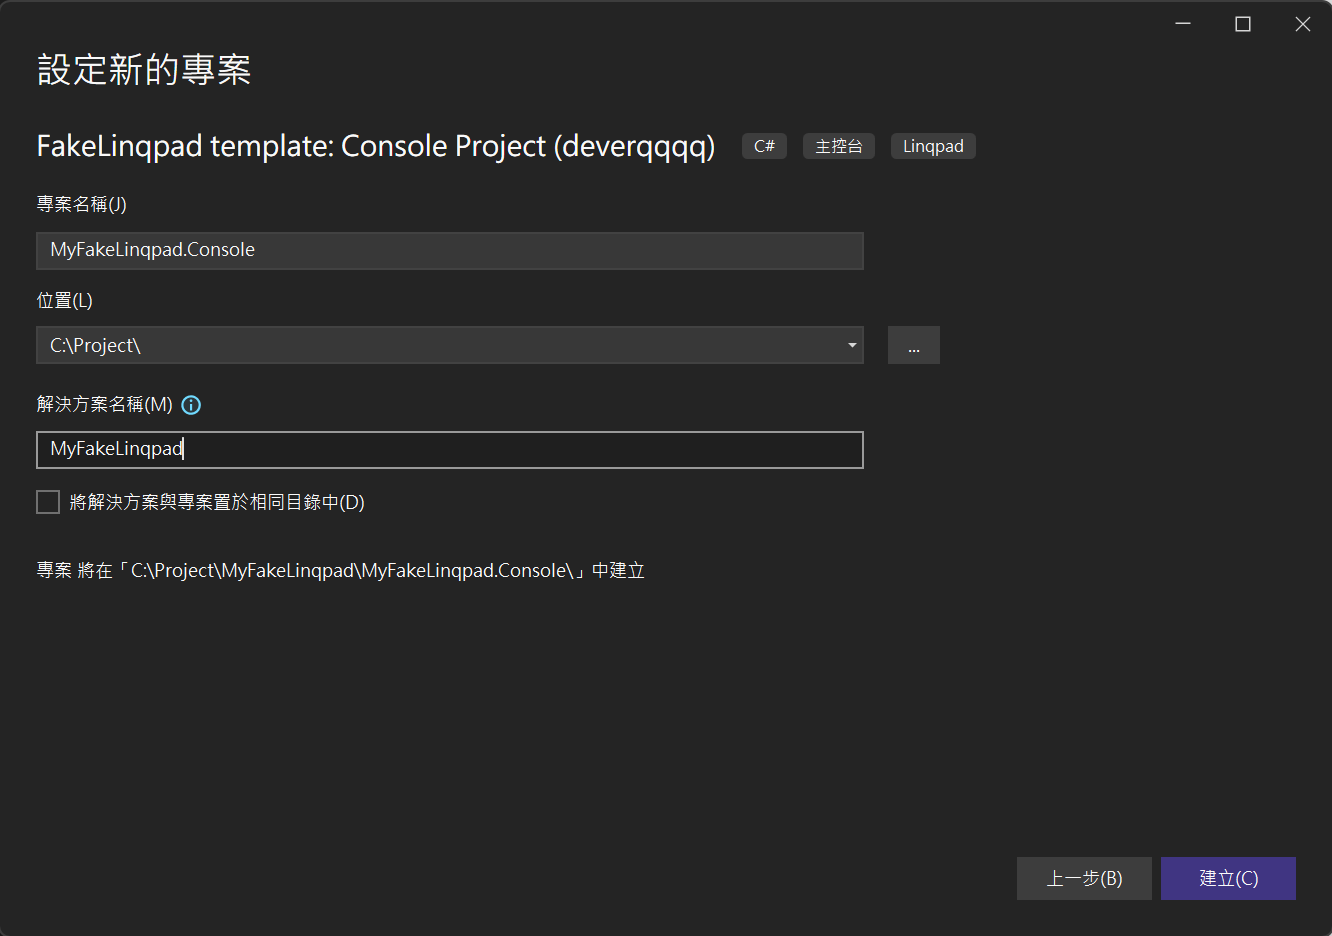 設定新的專案
FakeLinqpad template: Console Project (deverqqqq) C# 主控台 Linqpad
專案名稱(J)
MyFakeLinqpad.Console
位置(L)
C:\Project\
...
解決方案名稱(M)
MyFakeLinqpad
將解決方案與專案置於相同目錄中(D)
專案 將在「C:\Project\MyFakeLinqpad\MyFakeLinqpad.Console\」中建立
上一步(B) 建立(C)